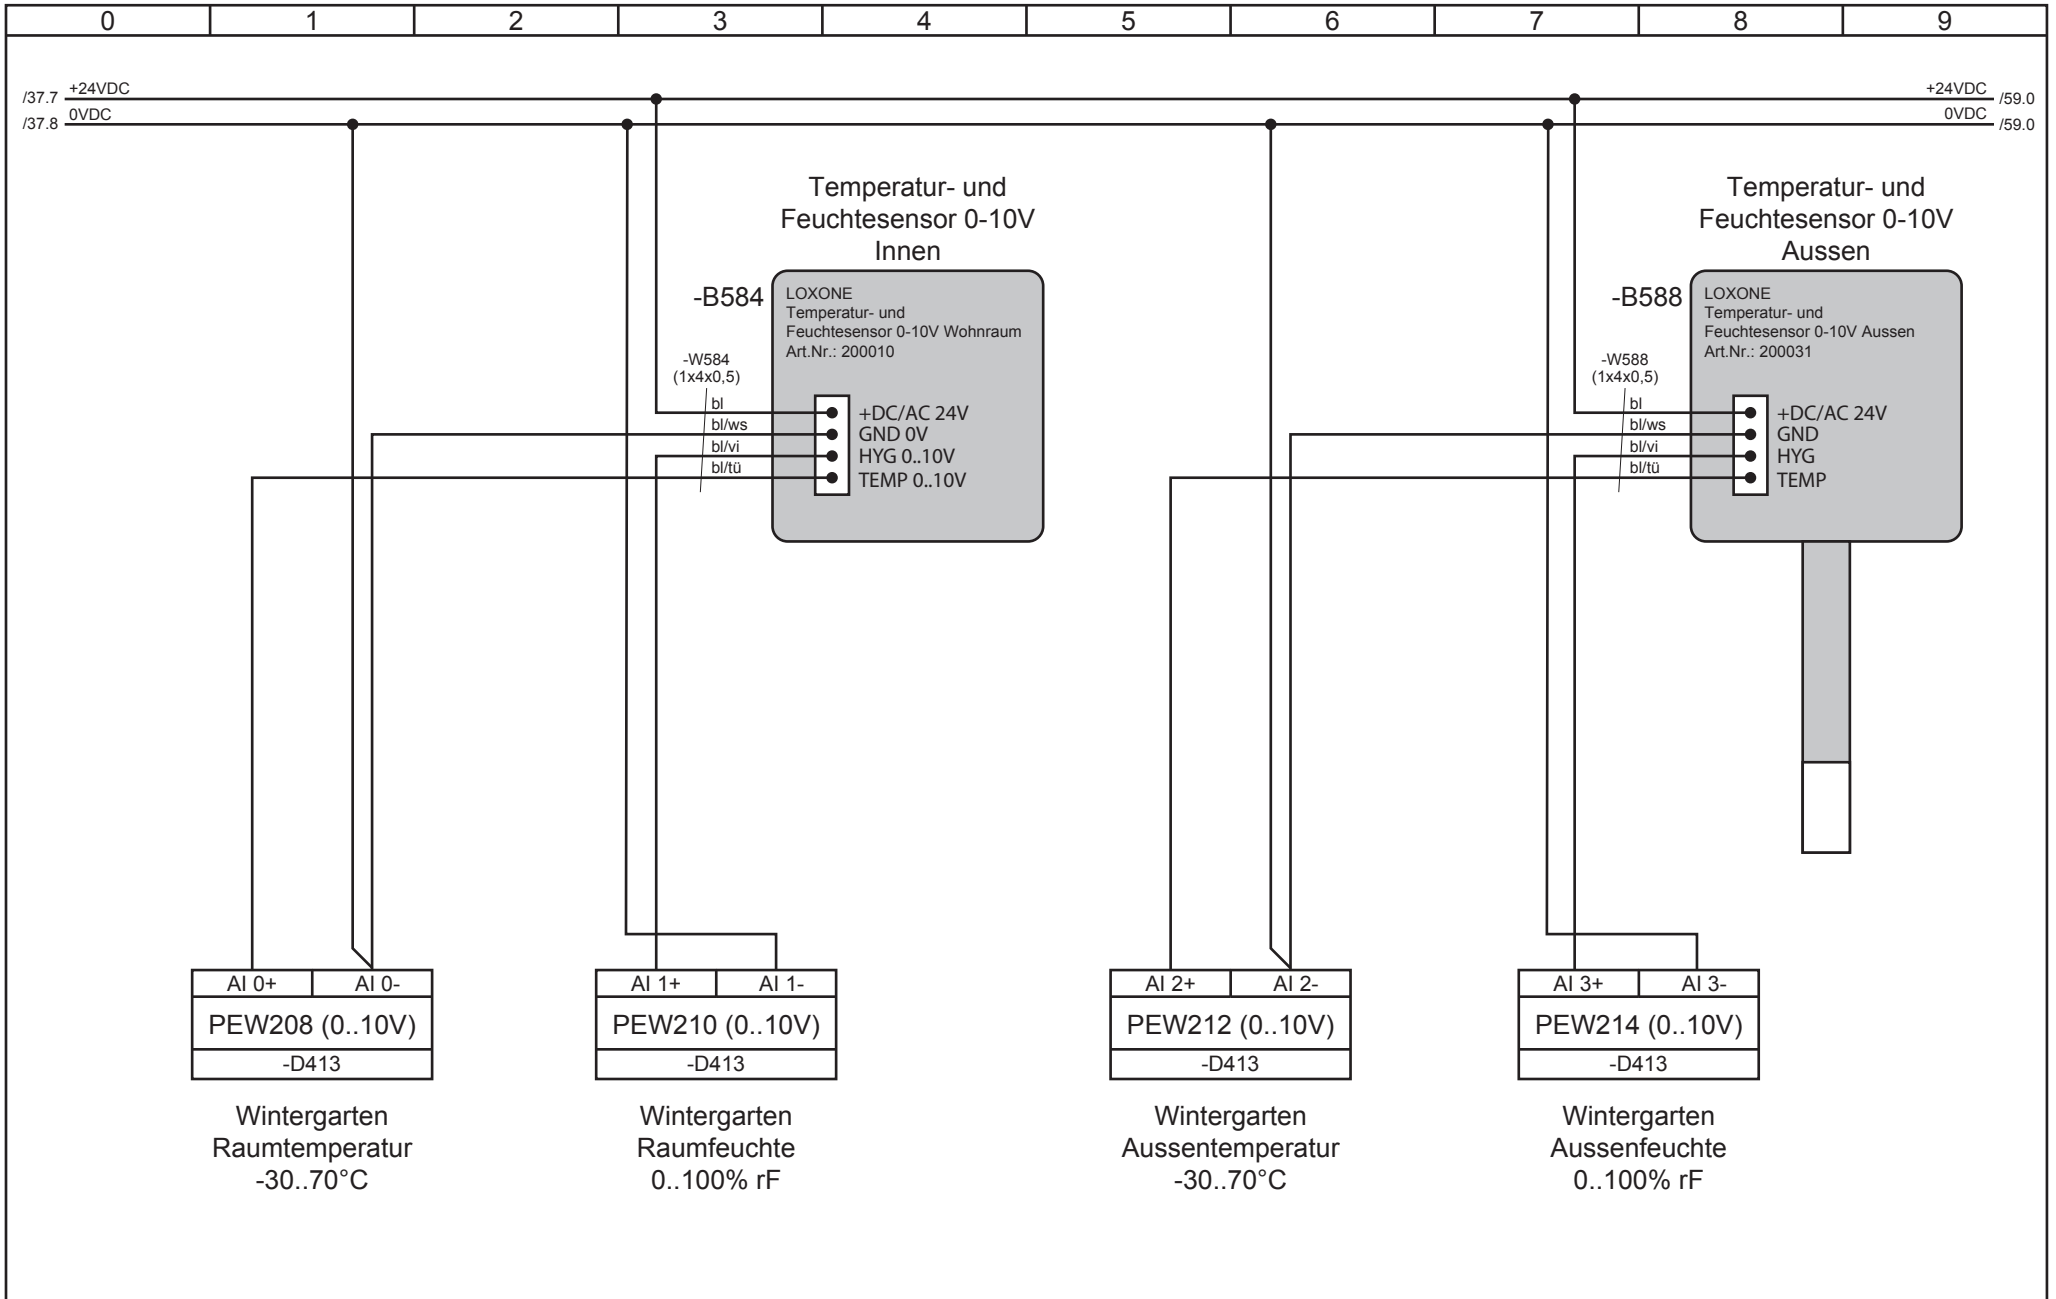 0 1 2 3 4 5 6 7 8 9
/37.7 +24VDC +24VDC /59.0
/37.8 0VDC 0VDC /59.0
Temperatur- und
Feuchtesensor 0-10V
Innen
-B584
LOXONE
Temperatur- und
Feuchtesensor 0-10V Wohnraum
Art.Nr.: 200010
-W584
(1x4x0,5)
bl
bl/ws
bl/vi
bl/tü
+DC/AC 24V
GND 0V
HYG 0..10V
TEMP 0..10V
Temperatur- und
Feuchtesensor 0-10V
Aussen
-B588
LOXONE
Temperatur- und
Feuchtesensor 0-10V Aussen
Art.Nr.: 200031
-W588
(1x4x0,5)
bl
bl/ws
bl/vi
bl/tü
+DC/AC 24V
GND
HYG
TEMP
AI 0+ AI 0-
PEW208 (0..10V)
-D413
Wintergarten
Raumtemperatur
-30..70°C
AI 1+ AI 1-
PEW210 (0..10V)
-D413
Wintergarten
Raumfeuchte
0..100% rF
AI 2+ AI 2-
PEW212 (0..10V)
-D413
Wintergarten
Aussentemperatur
-30..70°C
AI 3+ AI 3-
PEW214 (0..10V)
-D413
Wintergarten
Aussenfeuchte
0..100% rF